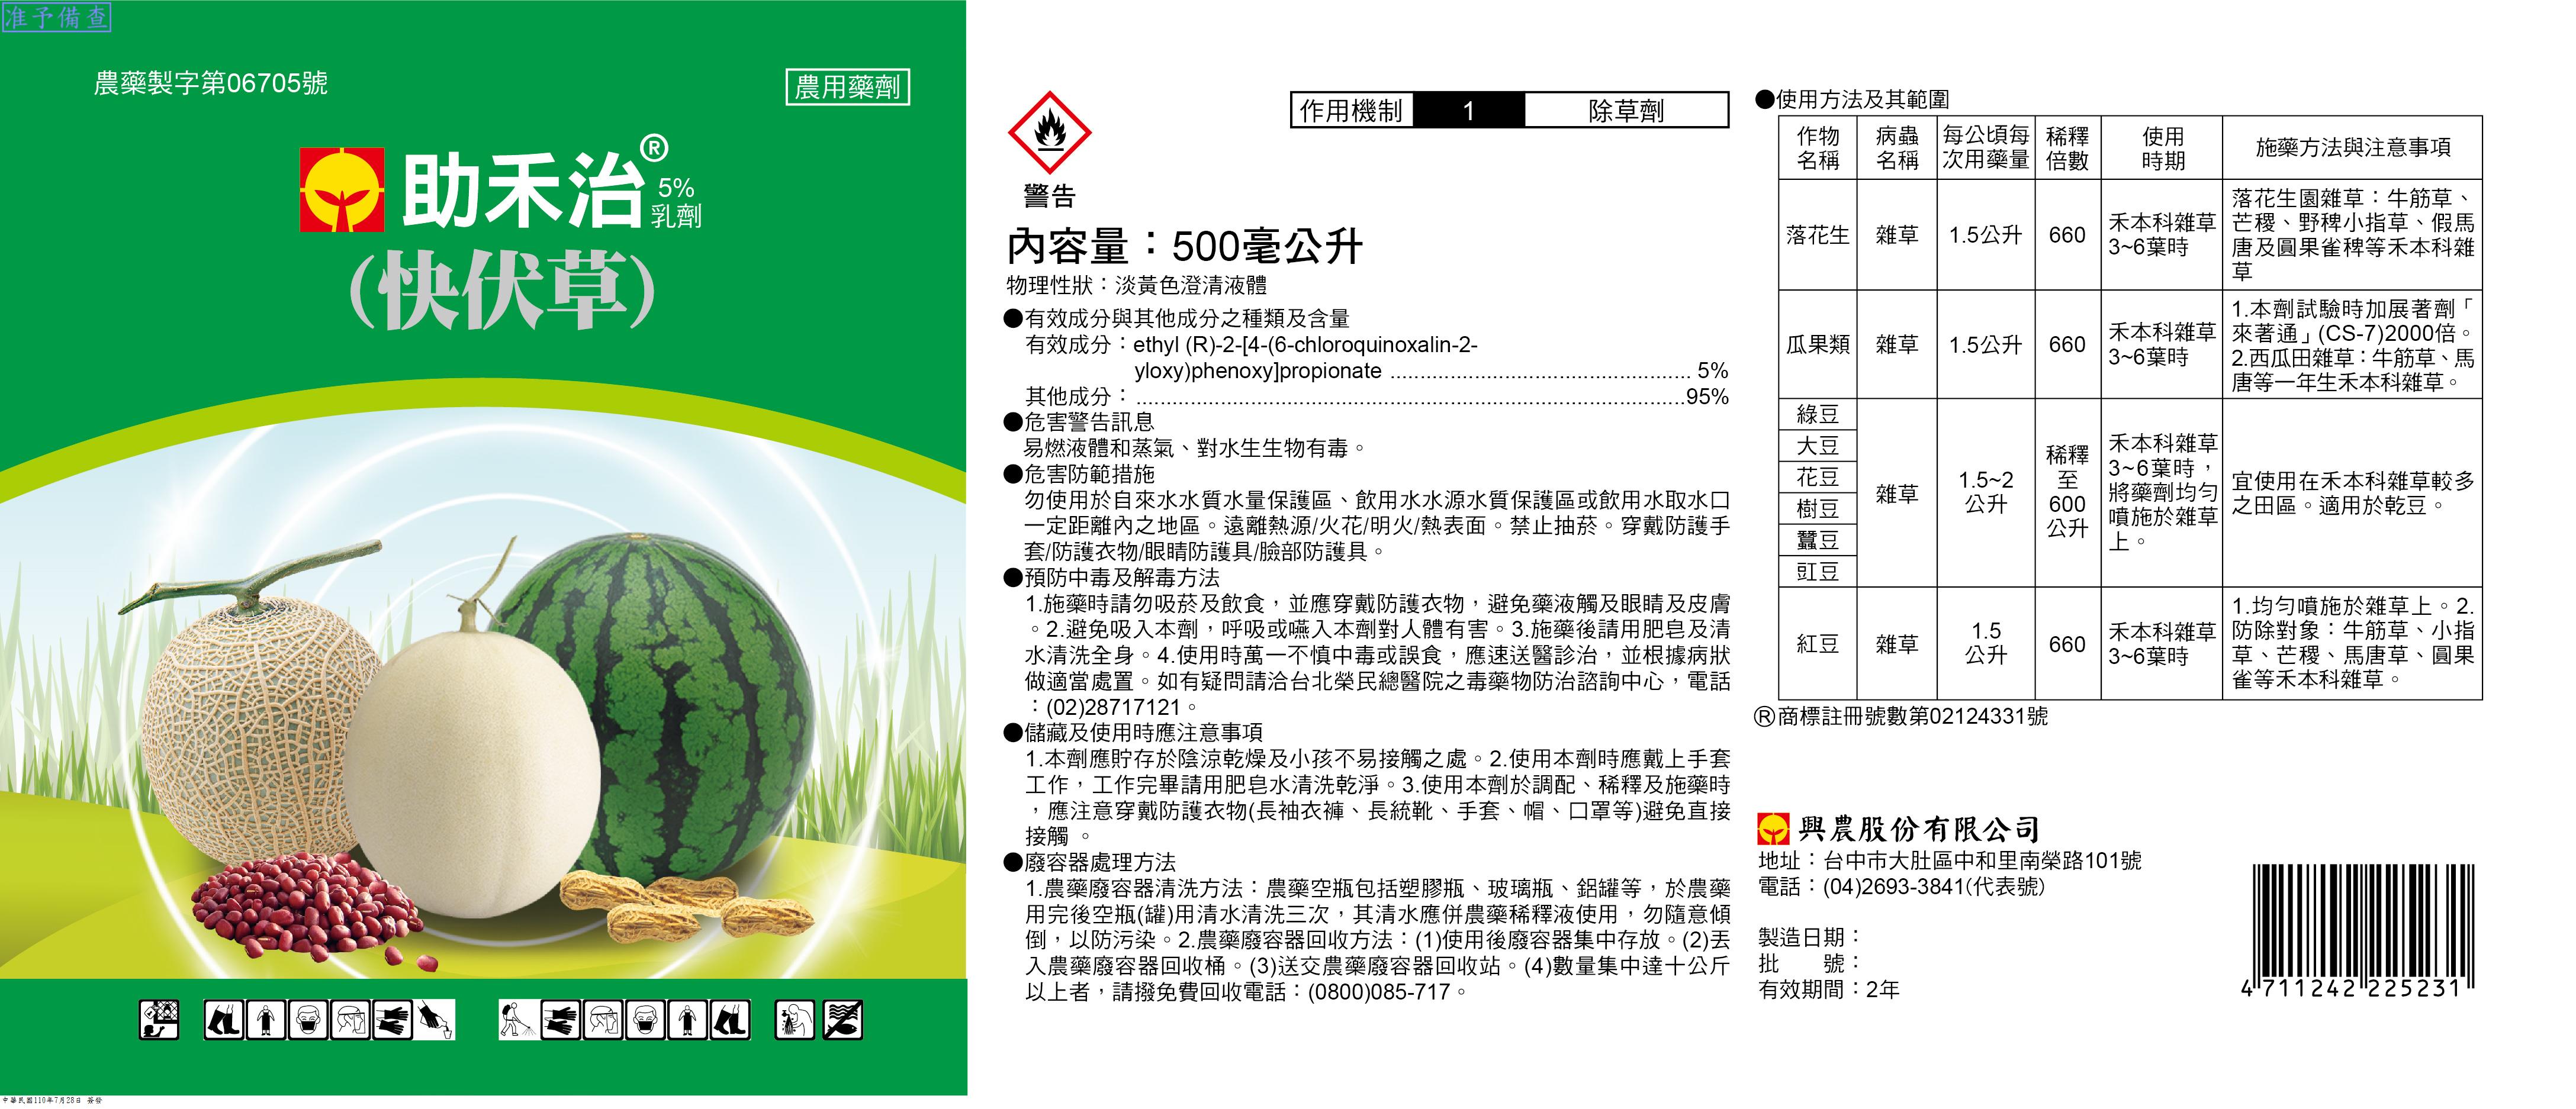 准予備查
農藥製字第06705號
農用藥劑
助禾治®
5%
乳劑
(快伏草)
中華民國110年7月28日 簽發
警告
作用機制 1 除草劑
內容量：500毫公升
物理性狀：淡黃色澄清液體
●有效成分與其他成分之種類及含量
有效成分：ethyl (R)-2-[4-(6-chloroquinoxalin-2-
yloxy)phenoxy]propionate .................................................. 5%
其他成分：...........................................................................................95%
●危害警告訊息
易燃液體和蒸氣、對水生生物有毒。
●危害防範措施
勿使用於自來水水質水量保護區、飲用水水源水質保護區或飲用水取水口
一定距離內之地區。遠離熱源/火花/明火/熱表面。禁止抽菸。穿戴防護手
套/防護衣物/眼睛防護具/臉部防護具。
●預防中毒及解毒方法
1.施藥時請勿吸菸及飲食，並應穿戴防護衣物，避免藥液觸及眼睛及皮膚
。2.避免吸入本劑，呼吸或嚥入本劑對人體有害。3.施藥後請用肥皂及清
水清洗全身。4.使用時萬一不慎中毒或誤食，應速送醫診治，並根據病狀
做適當處置。如有疑問請洽台北榮民總醫院之毒藥物防治諮詢中心，電話
：(02)28717121。
●儲藏及使用時應注意事項
1.本劑應貯存於陰涼乾燥及小孩不易接觸之處。2.使用本劑時應戴上手套
工作，工作完畢請用肥皂水清洗乾淨。3.使用本劑於調配、稀釋及施藥時
，應注意穿戴防護衣物(長袖衣褲、長統靴、手套、帽、口罩等)避免直接
接觸 。
●廢容器處理方法
1.農藥廢容器清洗方法：農藥空瓶包括塑膠瓶、玻璃瓶、鋁罐等，於農藥
用完後空瓶(罐)用清水清洗三次，其清水應併農藥稀釋液使用，勿隨意傾
倒，以防污染。2.農藥廢容器回收方法：(1)使用後廢容器集中存放。(2)丟
入農藥廢容器回收桶。(3)送交農藥廢容器回收站。(4)數量集中達十公斤
以上者，請撥免費回收電話：(0800)085-717。
●使用方法及其範圍
作物
名稱
病蟲
名稱
每公頃每
次用藥量
稀釋
倍數
使用
時期
施藥方法與注意事項
落花生
雜草
1.5公升
660
禾本科雜草
3~6葉時
落花生園雜草：牛筋草、
芒稷、野稗小指草、假馬
唐及圓果雀稗等禾本科雜
草
瓜果類
雜草
1.5公升
660
禾本科雜草
3~6葉時
1.本劑試驗時加展著劑「
來著通」(CS-7)2000倍。
2.西瓜田雜草：牛筋草、馬
唐等一年生禾本科雜草。
綠豆
大豆
花豆
樹豆
蠶豆
豇豆
雜草
1.5~2
公升
稀釋
至
600
公升
禾本科雜草
3~6葉時，
將藥劑均勻
噴施於雜草
上。
宜使用在禾本科雜草較多
之田區。適用於乾豆。
紅豆
雜草
1.5
公升
660
禾本科雜草
3~6葉時
1.均勻噴施於雜草上。2.
防除對象：牛筋草、小指
草、芒稷、馬唐草、圓果
雀等禾本科雜草。
®商標註冊號數第02124331號
興農股份有限公司
地址：台中市大肚區中和里南榮路101號
電話：(04)2693-3841(代表號)
製造日期：
批　　號：
有效期間：2年
4 711242 225231